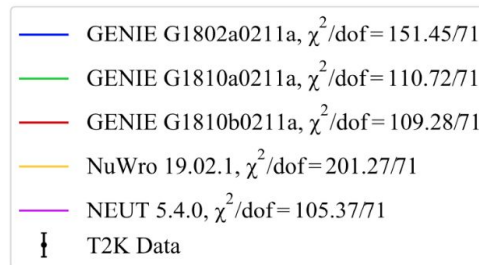 GENIE G1802a0211a, χ²/dof=151.45/71
GENIE G1810a0211a, χ²/dof=110.72/71
GENIE G1810b0211a, χ²/dof=109.28/71
NuWro 19.02.1, χ²/dof=201.27/71
NEUT 5.4.0, χ²/dof=105.37/71
T2K Data